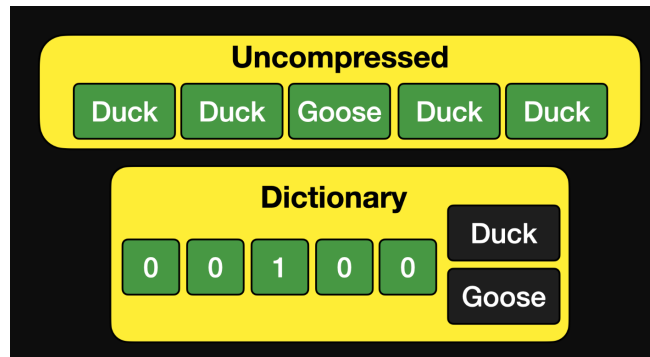 Uncompressed
Duck Duck Goose Duck Duck
Dictionary
0 0 1 0 0
Duck
Goose